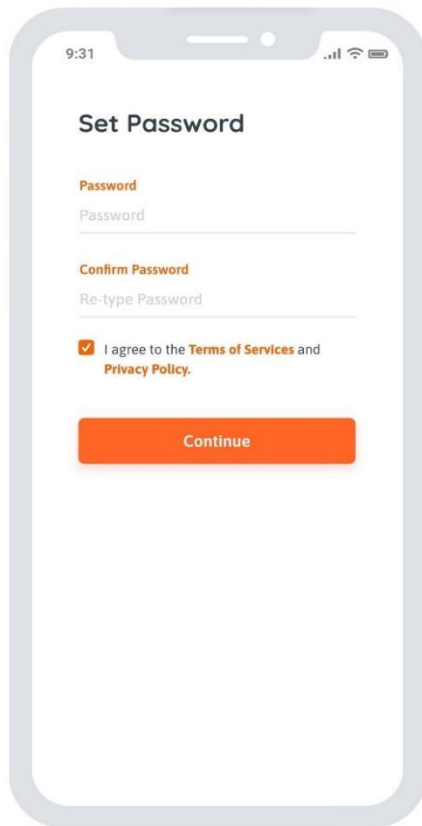 9:31
Set Password
Password
Password
Confirm Password
Re-type Password
I agree to the Terms of Services and
Privacy Policy.
Continue